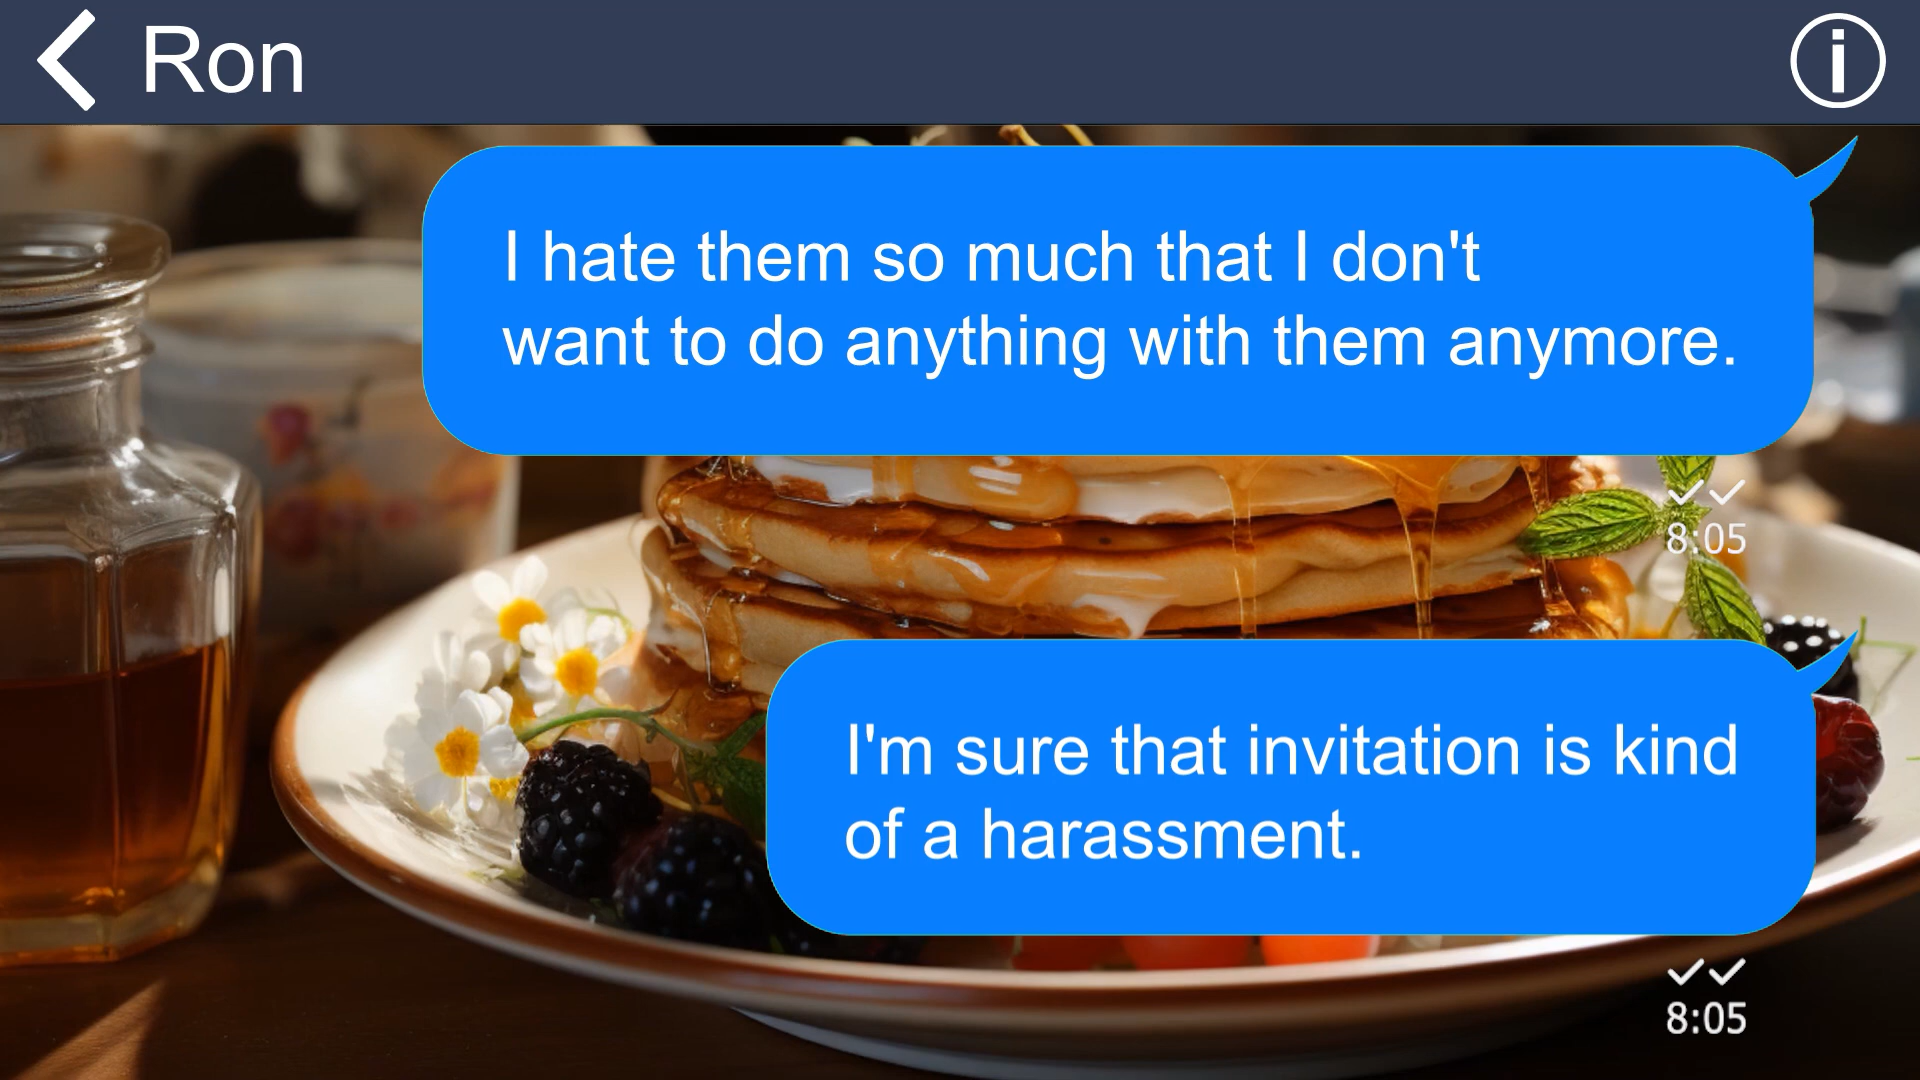 Ron
I hate them so much that I don't
want to do anything with them anymore.
8:05
I'm sure that invitation is kind
of a harassment.
8:05